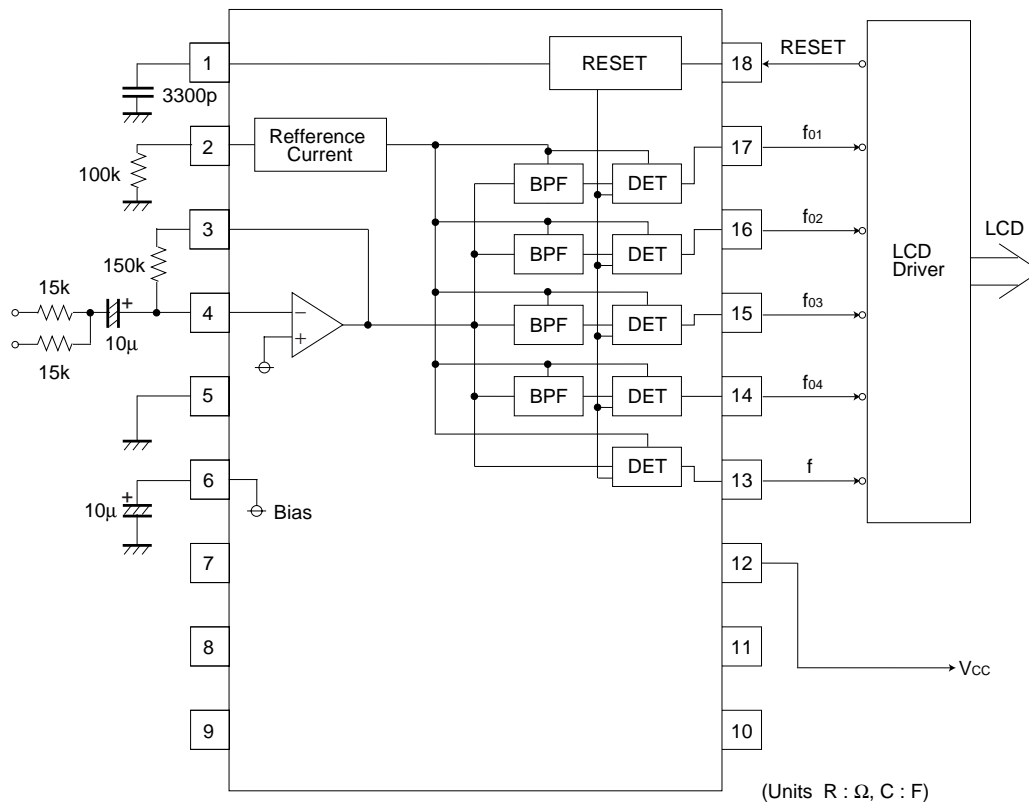 1
RESET
18
RESET
3300p
2
Refference
Current
17
f01
100k
BPF
DET
3
16
f02
LCD
150k
BPF
DET
LCD
Driver
15k
4
−
+
15
f03
+
10μ
BPF
DET
15k
5
14
f04
BPF
DET
6
DET
13
f
+
10μ
Bias
7
12
8
11
VCC
9
10
(Units R : Ω, C : F)